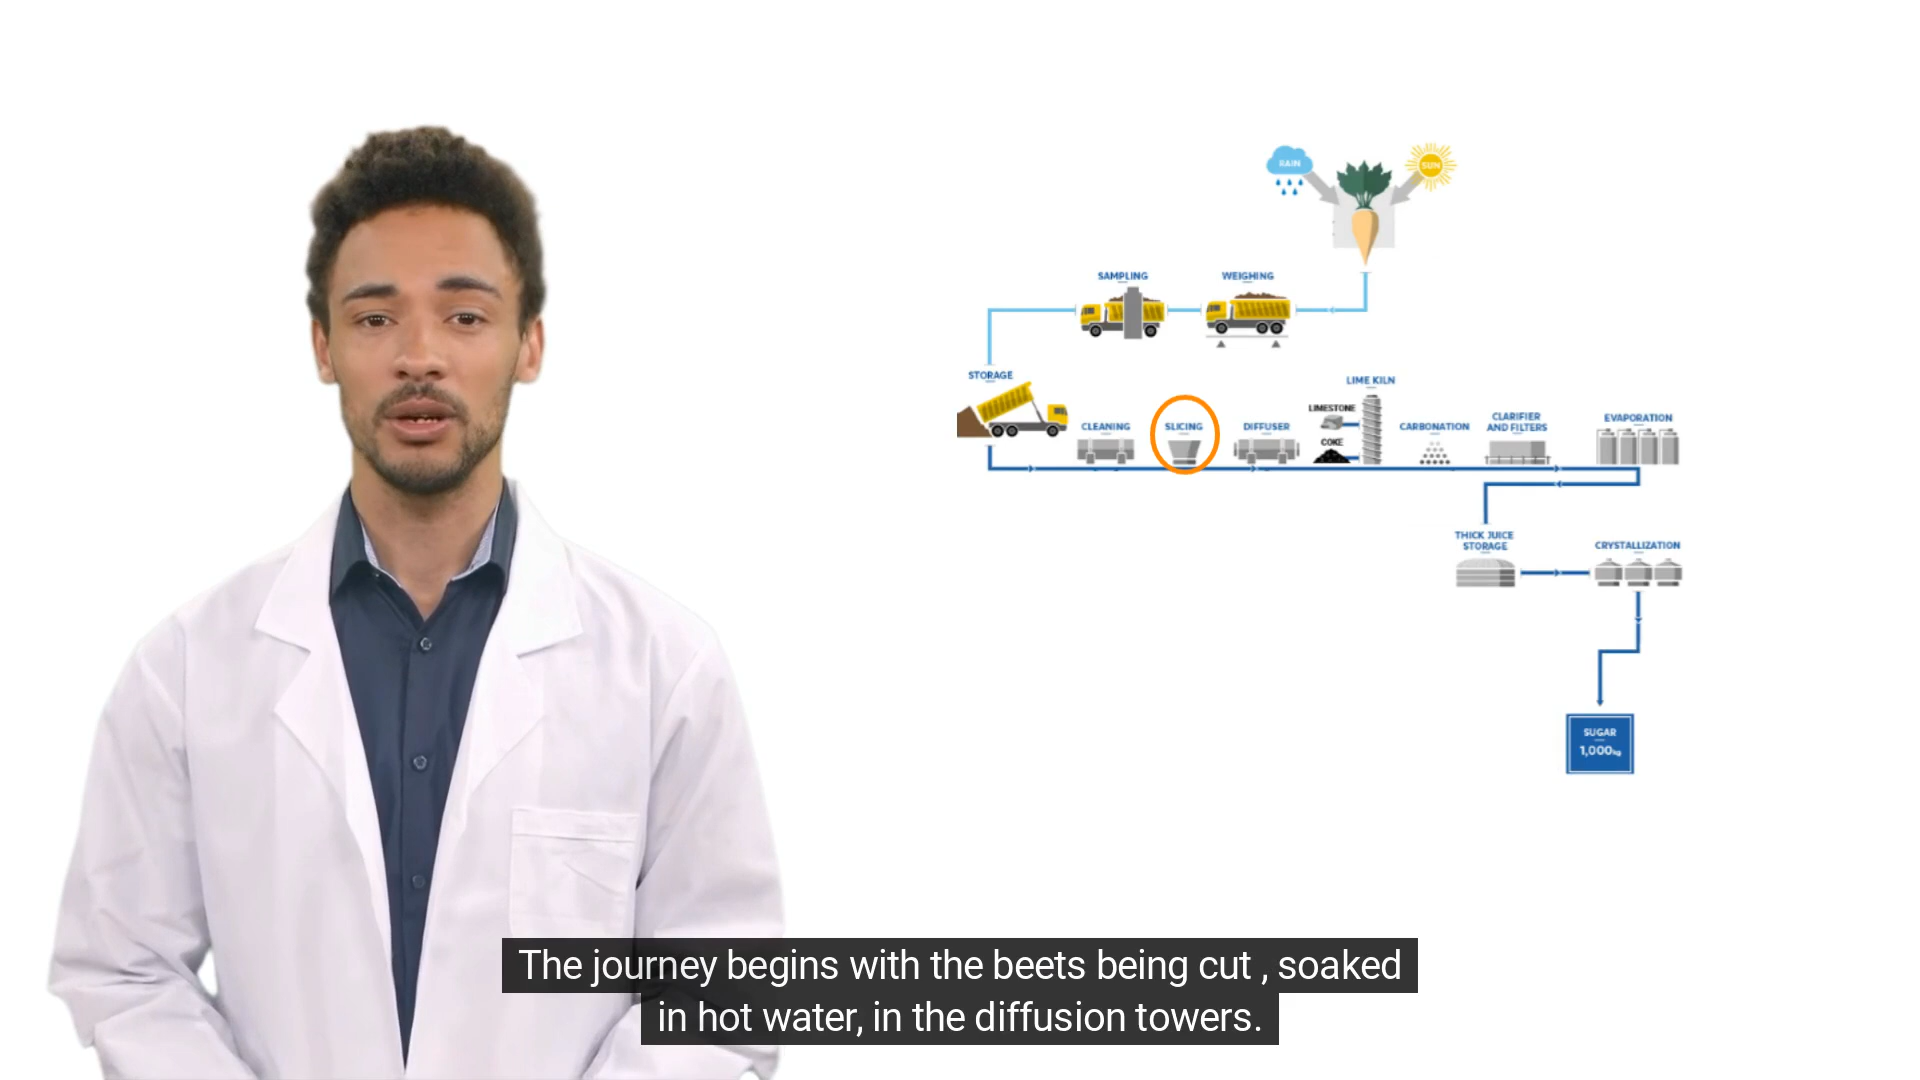 RAIN
SUN
SAMPLING
WEIGHING
STORAGE
LIME KILN
LIMESTONE
COKE
CLEANING
SLICING
DIFFUSER
CARBONATION
CLARIFIER
AND FILTERS
EVAPORATION
THICK JUICE
STORAGE
CRYSTALLIZATION
SUGAR
1,000kg
The journey begins with the beets being cut , soaked
in hot water, in the diffusion towers.